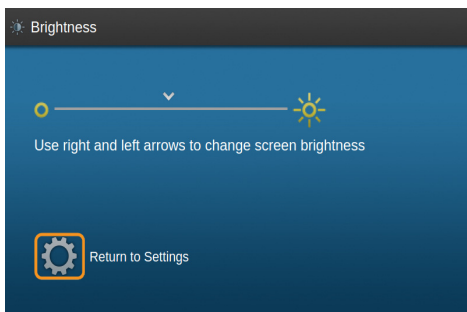 Brightness
Use right and left arrows to change screen brightness
Return to Settings